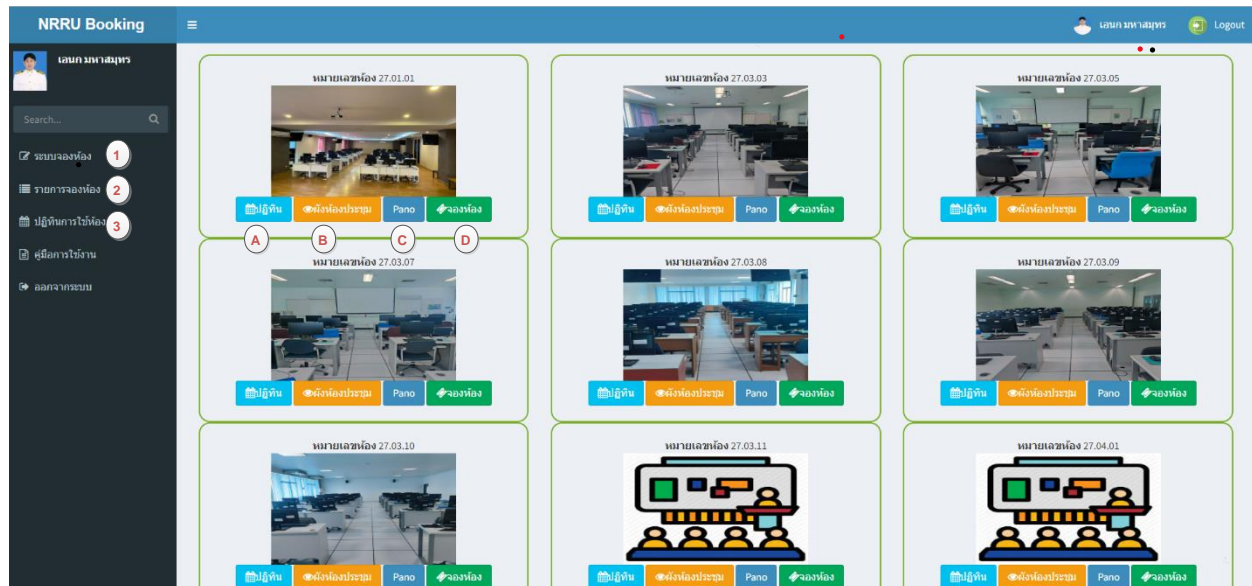 NRRU Booking
เอนก มหาสมุทร
Logout
เอนก มหาสมุทร
Search...
ระบบจองห้อง 1
รายการจองห้อง 2
ปฏิทินการใช้ห้อง 3
คู่มือการใช้งาน
ออกจากระบบ
หมายเลขห้อง 27.01.01
ปฏิทิน ผังห้องประชุม Pano จองห้อง
A B C D
หมายเลขห้อง 27.03.03
ปฏิทิน ผังห้องประชุม Pano จองห้อง
หมายเลขห้อง 27.03.05
ปฏิทิน ผังห้องประชุม Pano จองห้อง
หมายเลขห้อง 27.03.07
ปฏิทิน ผังห้องประชุม Pano จองห้อง
หมายเลขห้อง 27.03.08
ปฏิทิน ผังห้องประชุม Pano จองห้อง
หมายเลขห้อง 27.03.09
ปฏิทิน ผังห้องประชุม Pano จองห้อง
หมายเลขห้อง 27.03.10
ปฏิทิน ผังห้องประชุม Pano จองห้อง
หมายเลขห้อง 27.03.11
ปฏิทิน ผังห้องประชุม Pano จองห้อง
หมายเลขห้อง 27.04.01
ปฏิทิน ผังห้องประชุม Pano จองห้อง